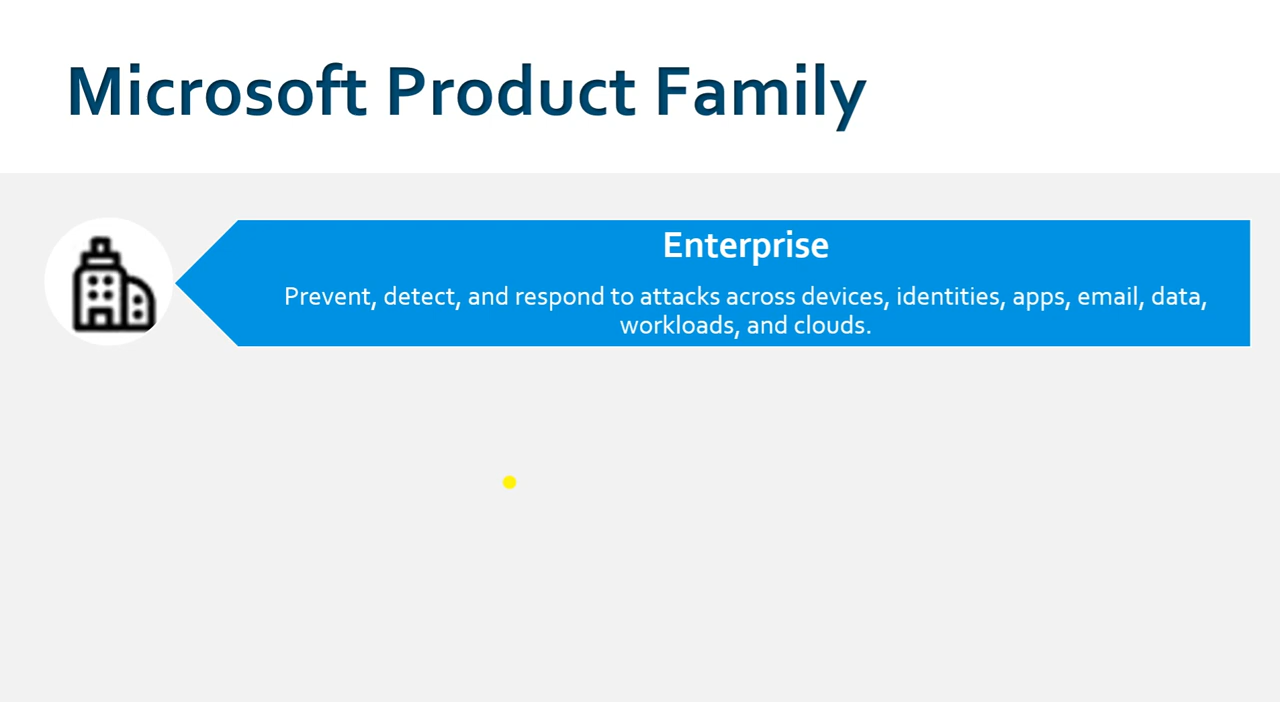 Microsoft Product Family
Enterprise
Prevent, detect, and respond to attacks across devices, identities, apps, email, data,
workloads, and clouds.